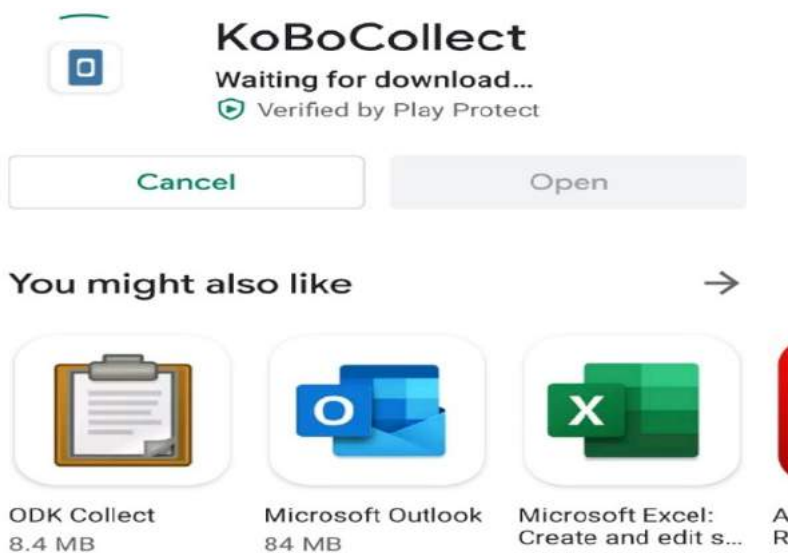 KoBoCollect
Waiting for download...
Verified by Play Protect
Cancel
Open
You might also like
ODK Collect
8.4 MB
Microsoft Outlook
84 MB
Microsoft Excel:
Create and edit s...
A
R